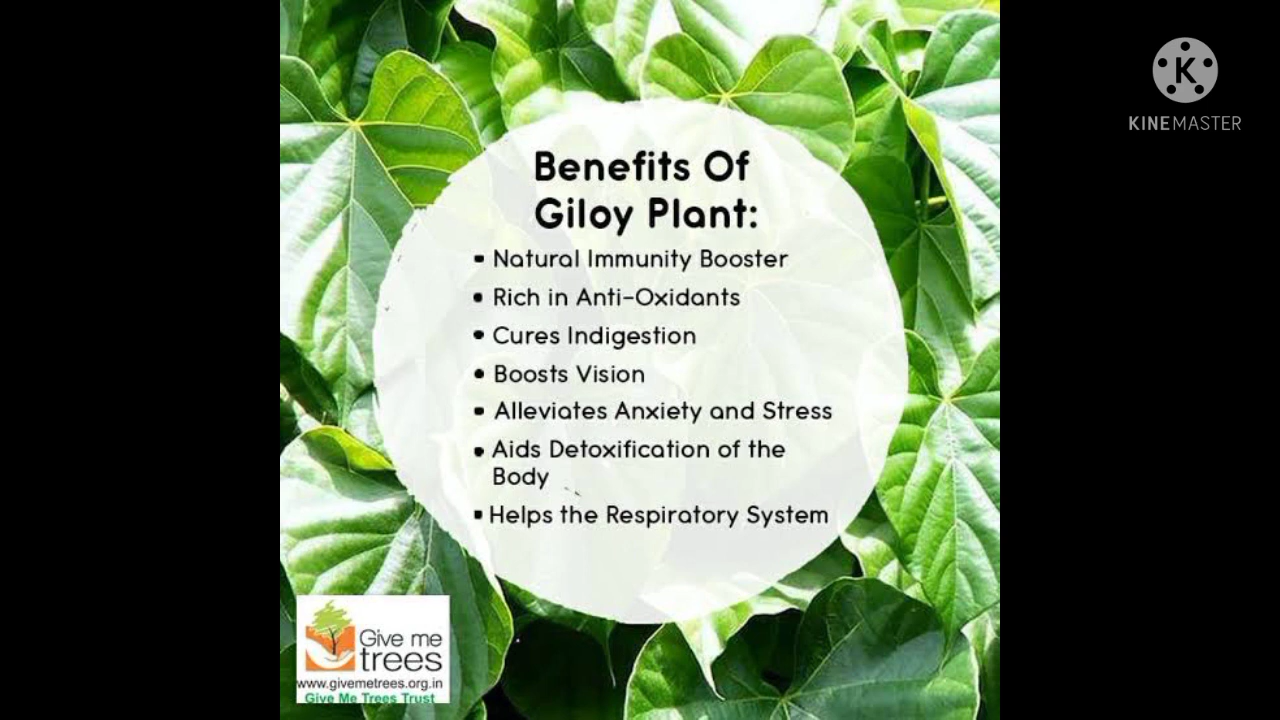 K
KINEMASTER
Benefits Of
Giloy Plant:
Natural Immunity Booster
Rich in Anti-Oxidants
Cures Indigestion
Boosts Vision
Alleviates Anxiety and Stress
Aids Detoxification of the
Body
Helps the Respiratory System
Give me
trees
www.givemetrees.org.in
Give Me Trees Trust